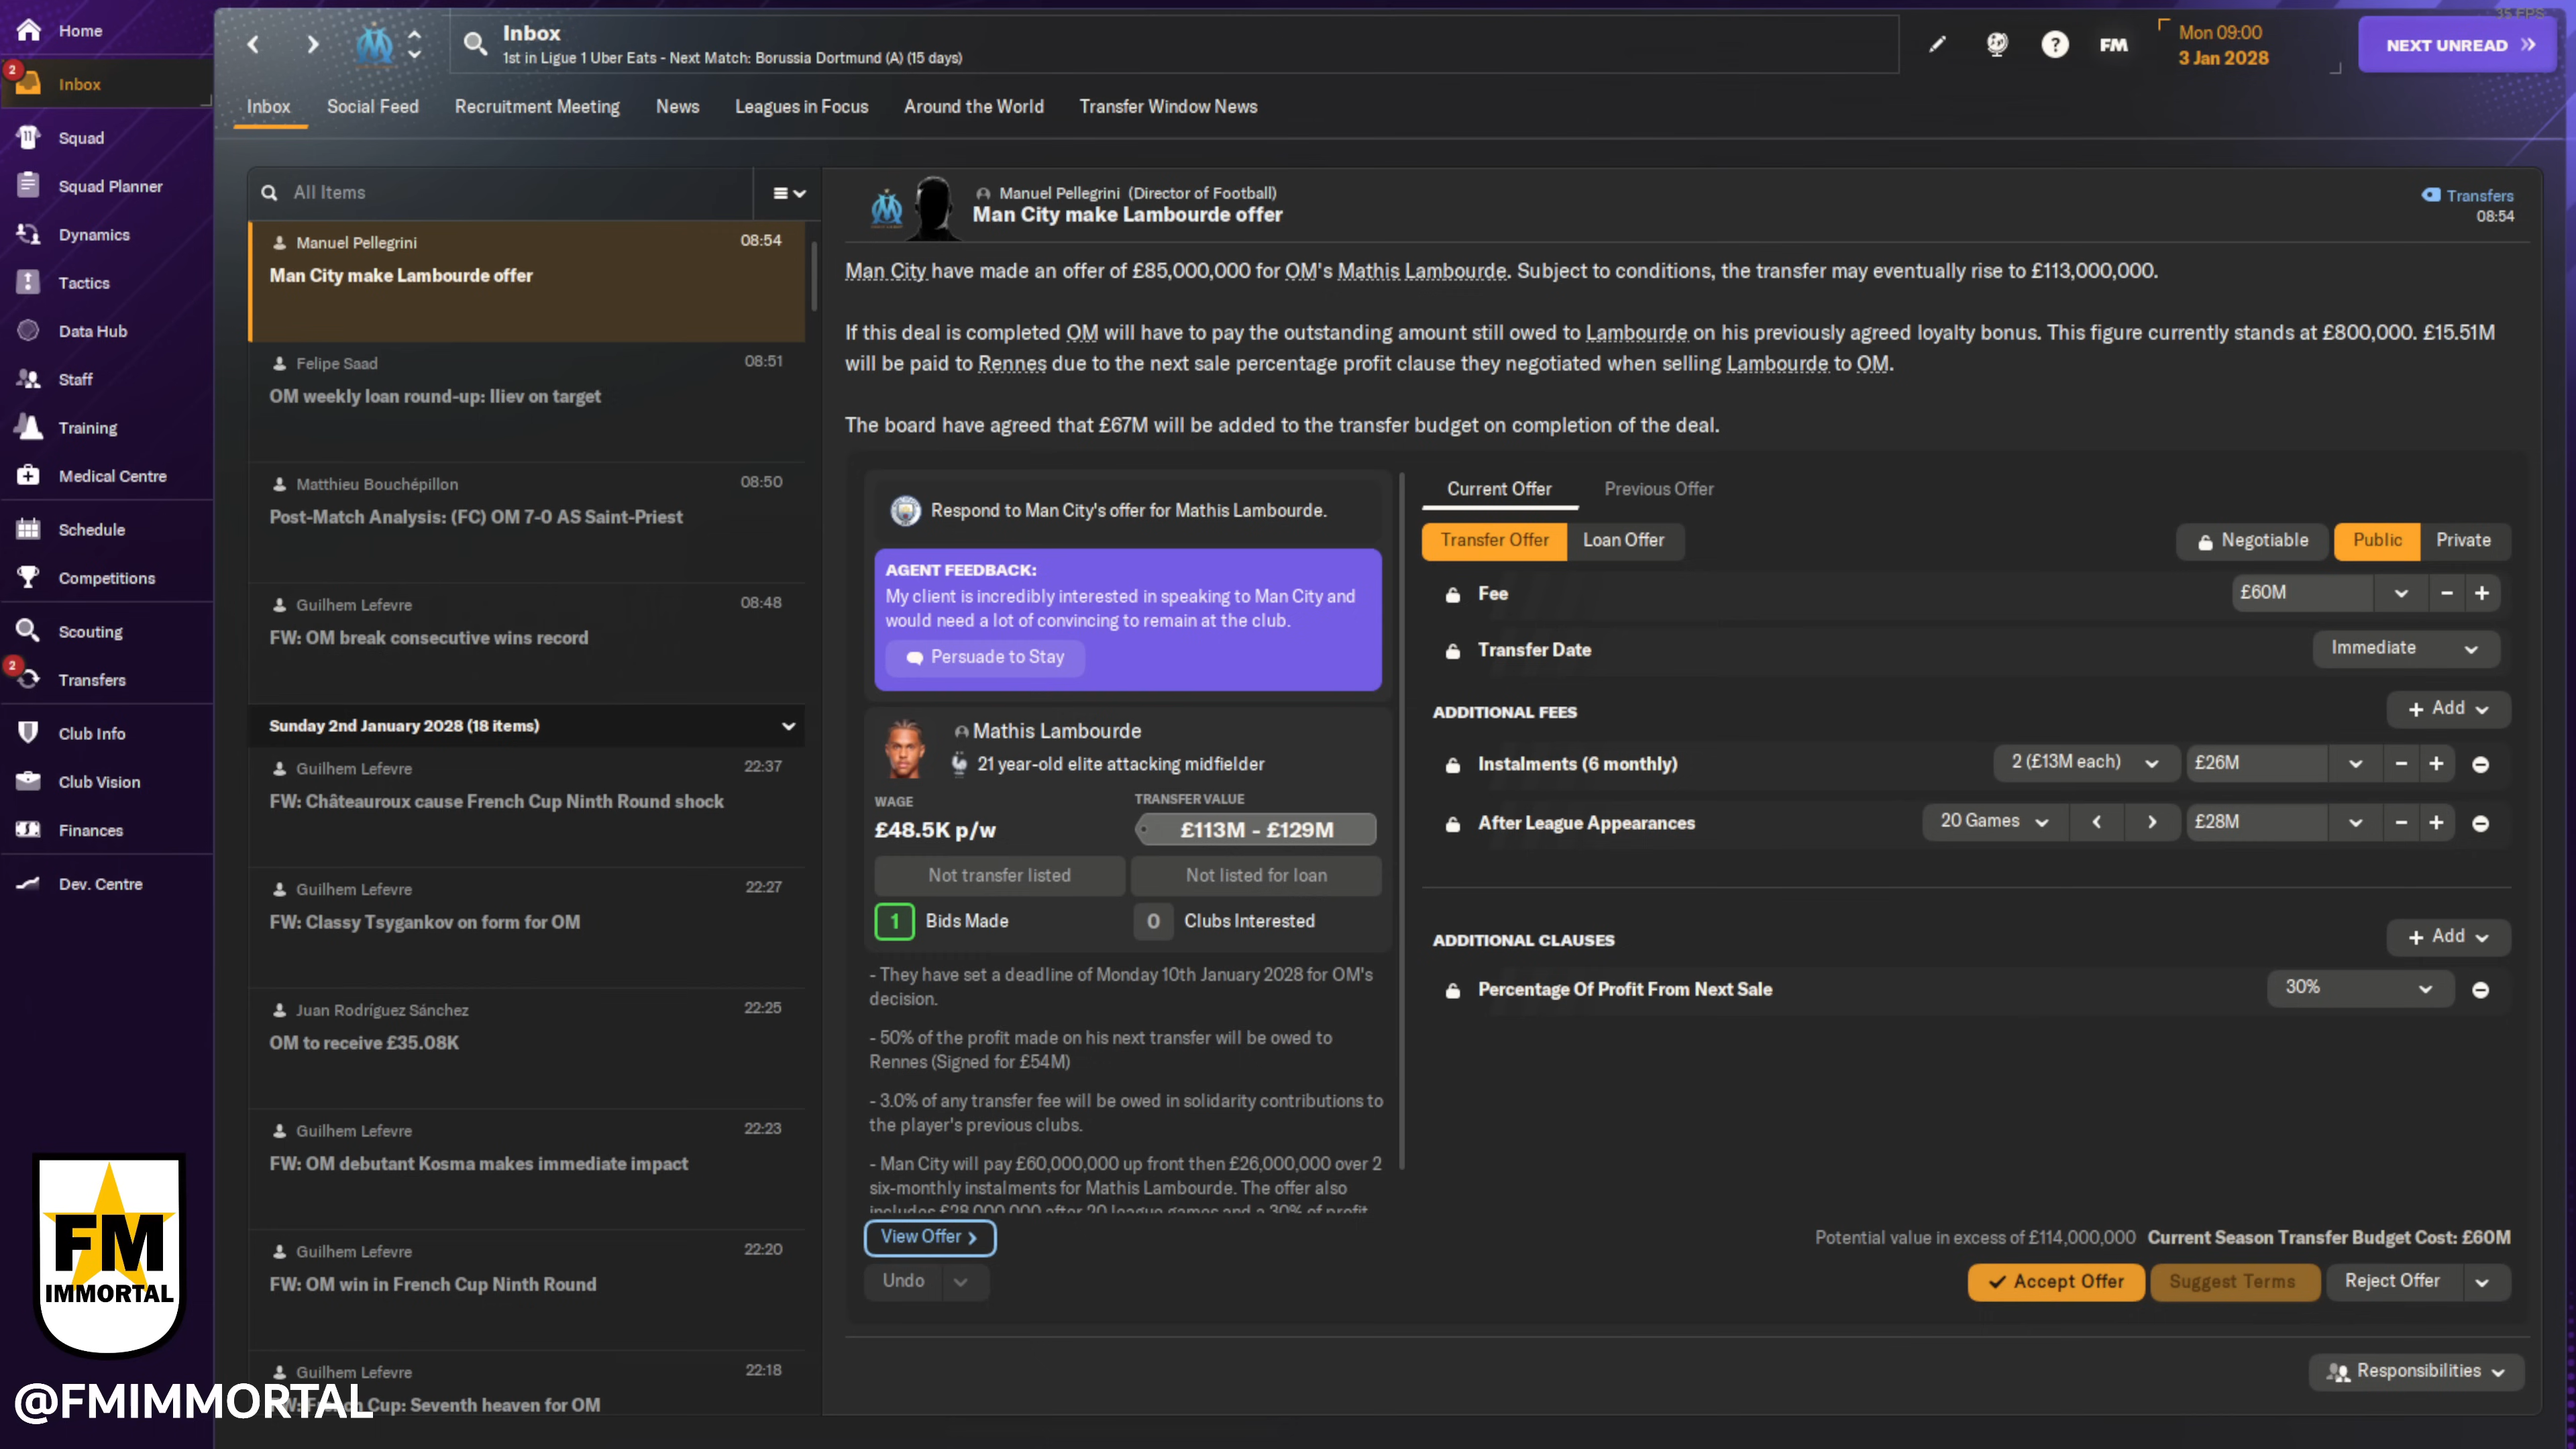 Home
Inbox
2
Squad
Squad Planner
Dynamics
Tactics
Data Hub
Staff
Training
Medical Centre
Schedule
Competitions
Scouting
2
Transfers
Club Info
Club Vision
Finances
Dev. Centre
FM
IMMORTAL
@FMIMMORTAL
Inbox
1st in Ligue 1 Uber Eats - Next Match: Borussia Dortmund (A) (15 days)
FM
Mon 09:00
3 Jan 2028
35 FPS
NEXT UNREAD
Inbox Social Feed Recruitment Meeting News Leagues in Focus Around the World Transfer Window News
All Items
Manuel Pellegrini 08:54
Man City make Lambourde offer
Felipe Saad 08:51
OM weekly loan round-up: Iliev on target
Matthieu Bouchépillon 08:50
Post-Match Analysis: (FC) OM 7-0 AS Saint-Priest
Guilhem Lefevre 08:48
FW: OM break consecutive wins record
Sunday 2nd January 2028 (18 items)
Guilhem Lefevre 22:37
FW: Châteauroux cause French Cup Ninth Round shock
Guilhem Lefevre 22:27
FW: Classy Tsygankov on form for OM
Juan Rodríguez Sánchez 22:25
OM to receive £35.08K
Guilhem Lefevre 22:23
FW: OM debutant Kosma makes immediate impact
Guilhem Lefevre 22:20
FW: OM win in French Cup Ninth Round
Guilhem Lefevre 22:18
Cup: Seventh heaven for OM
Manuel Pellegrini (Director of Football)
Man City make Lambourde offer
Transfers
08:54
Man City have made an offer of £85,000,000 for OM's Mathis Lambourde. Subject to conditions, the transfer may eventually rise to £113,000,000.
If this deal is completed OM will have to pay the outstanding amount still owed to Lambourde on his previously agreed loyalty bonus. This figure currently stands at £800,000. £15.51M
will be paid to Rennes due to the next sale percentage profit clause they negotiated when selling Lambourde to OM.
The board have agreed that £67M will be added to the transfer budget on completion of the deal.
Respond to Man City's offer for Mathis Lambourde.
AGENT FEEDBACK:
My client is incredibly interested in speaking to Man City and
would need a lot of convincing to remain at the club.
Persuade to Stay
Mathis Lambourde
21 year-old elite attacking midfielder
WAGE TRANSFER VALUE
£48.5K p/w £113M - £129M
Not transfer listed Not listed for loan
1 Bids Made 0 Clubs Interested
- They have set a deadline of Monday 10th January 2028 for OM's
decision.
- 50% of the profit made on his next transfer will be owed to
Rennes (Signed for £54M)
- 3.0% of any transfer fee will be owed in solidarity contributions to
the player's previous clubs.
- Man City will pay £60,000,000 up front then £26,000,000 over 2
six-monthly instalments for Mathis Lambourde. The offer also
includes £28,000,000 after 20 league games and a 30% of profit
View Offer
Undo
Current Offer Previous Offer
Transfer Offer Loan Offer Negotiable Public Private
Fee £60M
Transfer Date Immediate
ADDITIONAL FEES + Add
Instalments (6 monthly) 2 (£13M each) £26M
After League Appearances 20 Games £28M
ADDITIONAL CLAUSES + Add
Percentage Of Profit From Next Sale 30%
Potential value in excess of £114,000,000 Current Season Transfer Budget Cost: £60M
Accept Offer Suggest Terms Reject Offer
Responsibilities